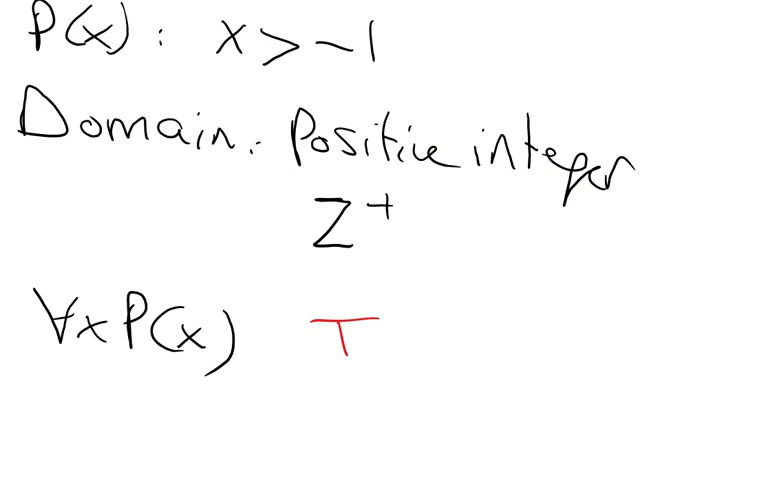 P(x): x > -1
Domain: Positive integer
Z⁺
∀x P(x) T